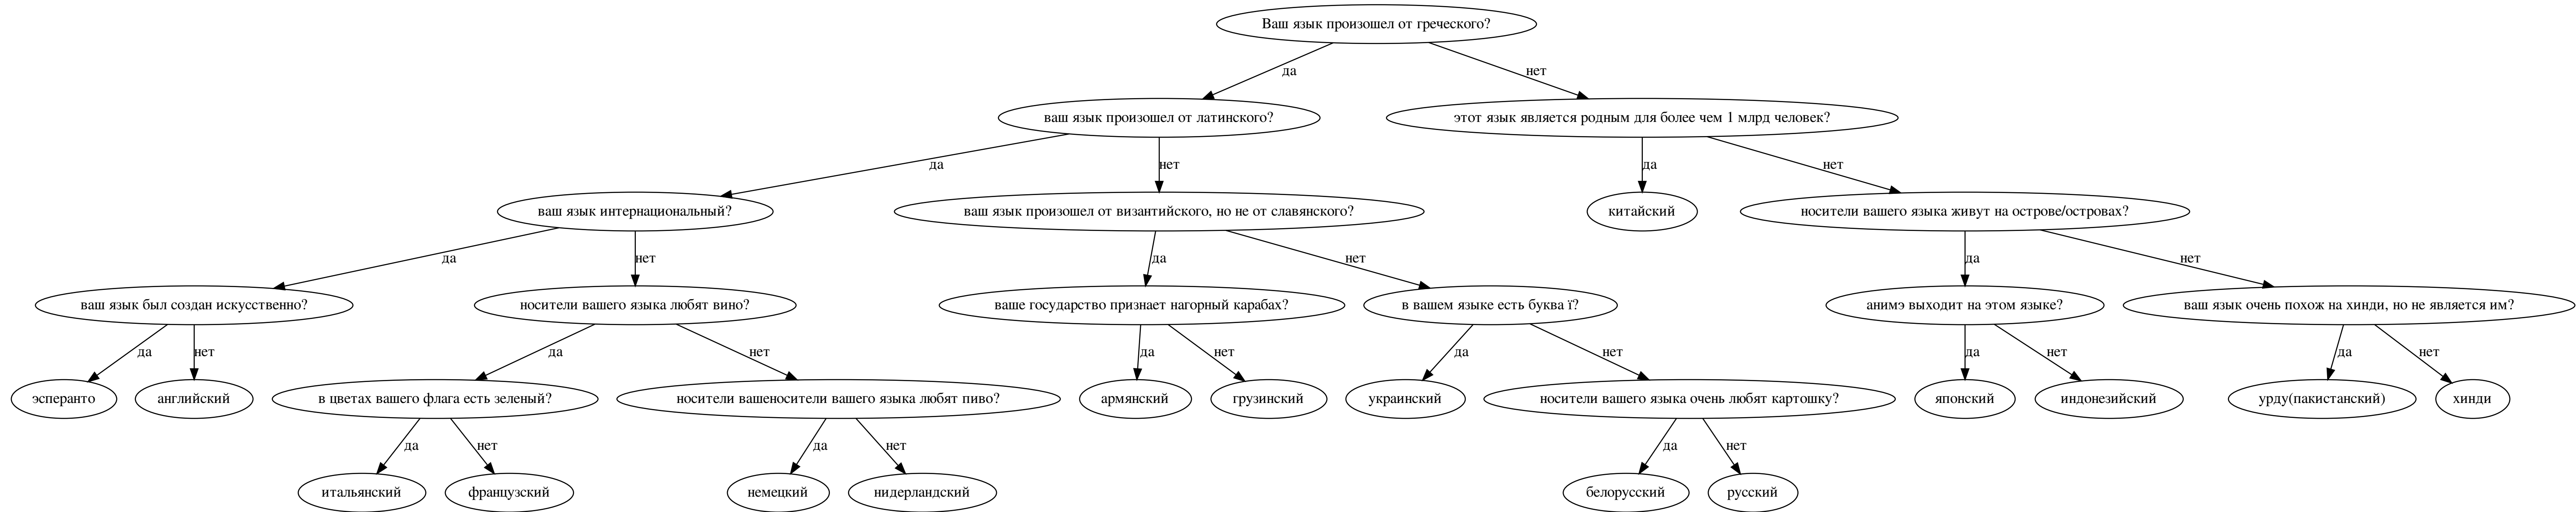 Ваш язык произошел от греческого?
да
нет
ваш язык произошел от латинского?
этот язык является родным для более чем 1 млрд человек?
да
нет
да
нет
ваш язык интернациональный?
ваш язык произошел от византийского, но не от славянского?
китайский
носители вашего языка живут на острове/островах?
да
нет
да
нет
да
нет
ваш язык был создан искусственно?
носители вашего языка любят вино?
ваше государство признает нагорный карабах?
в вашем языке есть буква ї?
анимэ выходит на этом языке?
ваш язык очень похож на хинди, но не является им?
да
нет
да
нет
да
нет
да
нет
да
нет
да
нет
эсперанто
английский
в цветах вашего флага есть зеленый?
носители вашеносители вашего языка любят пиво?
армянский
грузинский
украинский
носители вашего языка очень любят картошку?
японский
индонезийский
урду(пакистанский)
хинди
да
нет
да
нет
да
нет
итальянский
французский
немецкий
нидерландский
белорусский
русский